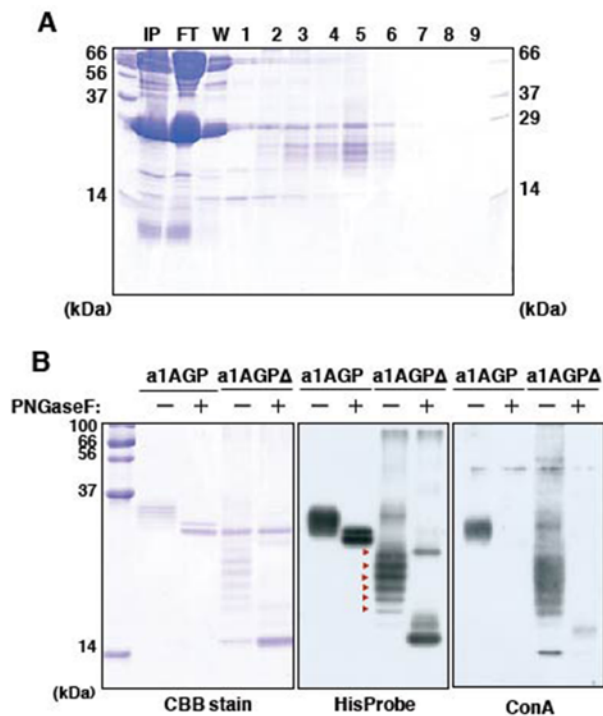 A
IP FT W 1 2 3 4 5 6 7 8 9
66 66
56
37 37
29
14 14
(kDa) (kDa)
B
a1AGP a1AGPΔ a1AGP a1AGPΔ a1AGP a1AGPΔ
PNGaseF: − + − + − + − + − + − +
100
66
56
37
14
(kDa)
CBB stain HisProbe ConA